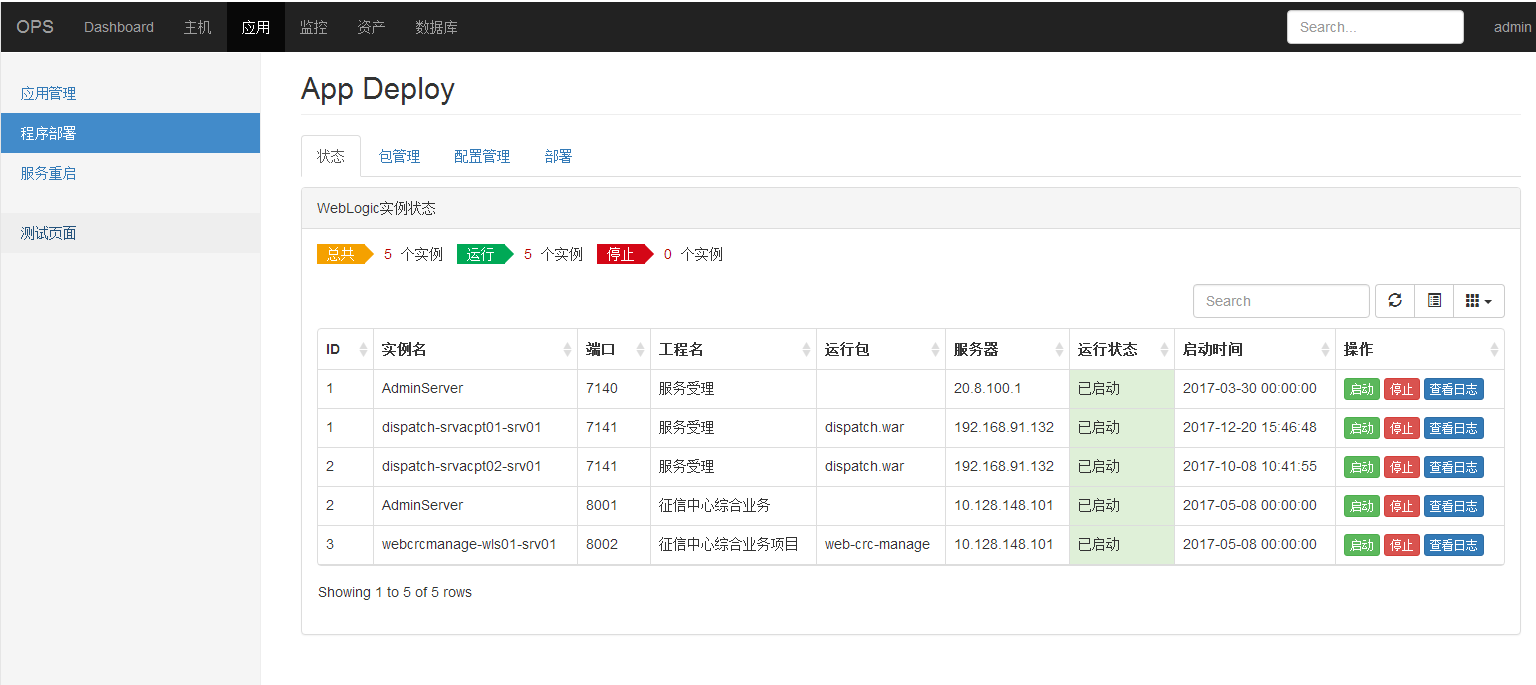 OPS Dashboard 主机 应用 监控 资产 数据库 Search... admin
应用管理
程序部署
服务重启
测试页面
App Deploy
状态 包管理 配置管理 部署
WebLogic实例状态
总共 5 个实例 运行 5 个实例 停止 0 个实例
Search
ID 实例名 端口 工程名 运行包 服务器 运行状态 启动时间 操作
1 AdminServer 7140 服务受理 20.8.100.1 已启动 2017-03-30 00:00:00 启动 停止 查看日志
1 dispatch-srvacpt01-srv01 7141 服务受理 dispatch.war 192.168.91.132 已启动 2017-12-20 15:46:48 启动 停止 查看日志
2 dispatch-srvacpt02-srv01 7141 服务受理 dispatch.war 192.168.91.132 已启动 2017-10-08 10:41:55 启动 停止 查看日志
2 AdminServer 8001 征信中心综合业务 10.128.148.101 已启动 2017-05-08 00:00:00 启动 停止 查看日志
3 webcrcmanage-wls01-srv01 8002 征信中心综合业务项目 web-crc-manage 10.128.148.101 已启动 2017-05-08 00:00:00 启动 停止 查看日志
Showing 1 to 5 of 5 rows